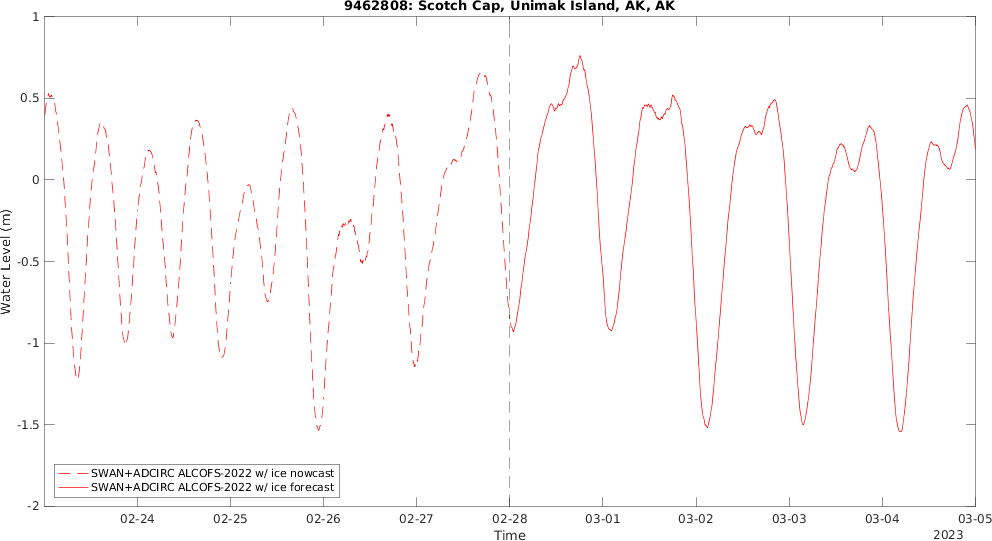 9462808: Scotch Cap, Unimak Island, AK, AK
1
0.5
0
-0.5
-1
-1.5
-2
Water Level (m)
SWAN+ADCIRC ALCOFS-2022 w/ ice nowcast
SWAN+ADCIRC ALCOFS-2022 w/ ice forecast
02-24 02-25 02-26 02-27 02-28 03-01 03-02 03-03 03-04 03-05
Time
2023